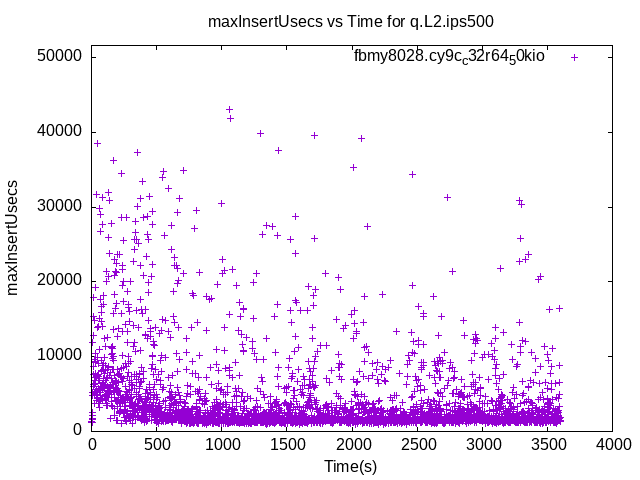 maxInsertUsecs vs Time for q.L2.ips500
fbmy8028.cy9c_c32r64_50kio
maxInsertUsecs
50000
40000
30000
20000
10000
0
0 500 1000 1500 2000 2500 3000 3500 4000
Time(s)